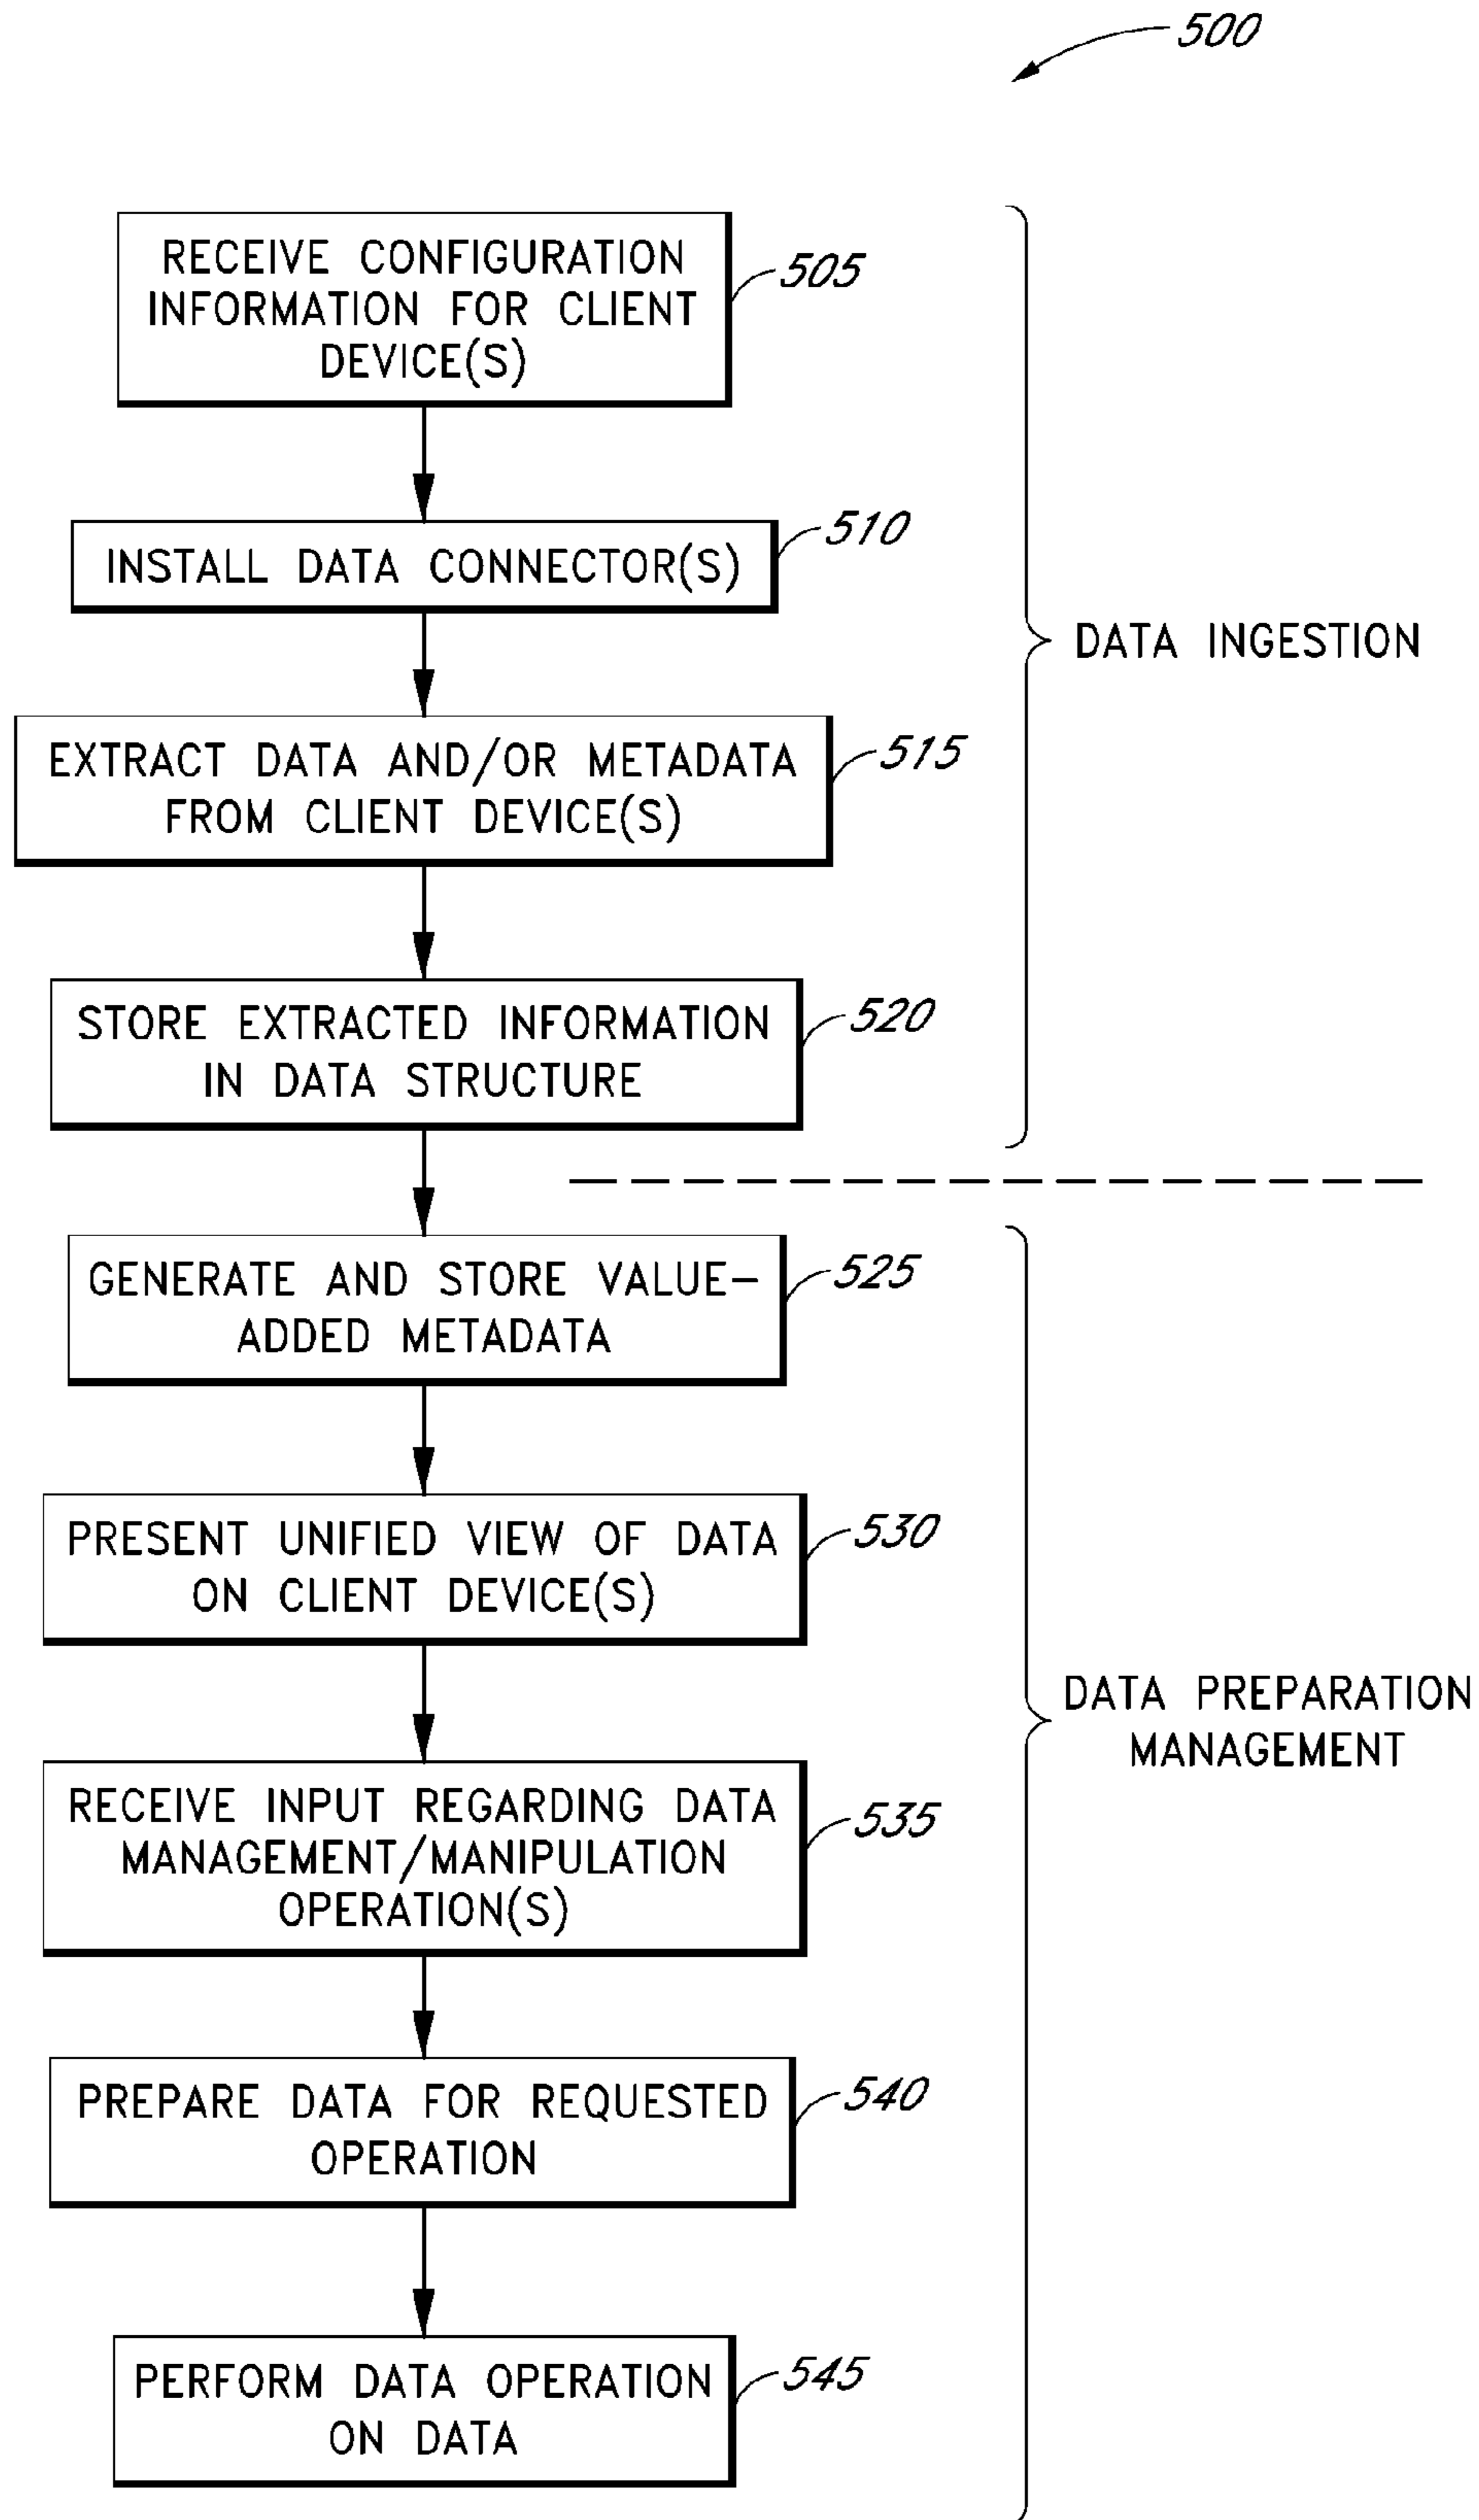 500
RECEIVE CONFIGURATION
INFORMATION FOR CLIENT
DEVICE(S)
505
INSTALL DATA CONNECTOR(S)
510
DATA INGESTION
EXTRACT DATA AND/OR METADATA
FROM CLIENT DEVICE(S)
515
STORE EXTRACTED INFORMATION
IN DATA STRUCTURE
520
GENERATE AND STORE VALUE-
ADDED METADATA
525
PRESENT UNIFIED VIEW OF DATA
ON CLIENT DEVICE(S)
530
DATA PREPARATION
MANAGEMENT
RECEIVE INPUT REGARDING DATA
MANAGEMENT/MANIPULATION
OPERATION(S)
535
PREPARE DATA FOR REQUESTED
OPERATION
540
PERFORM DATA OPERATION
ON DATA
545